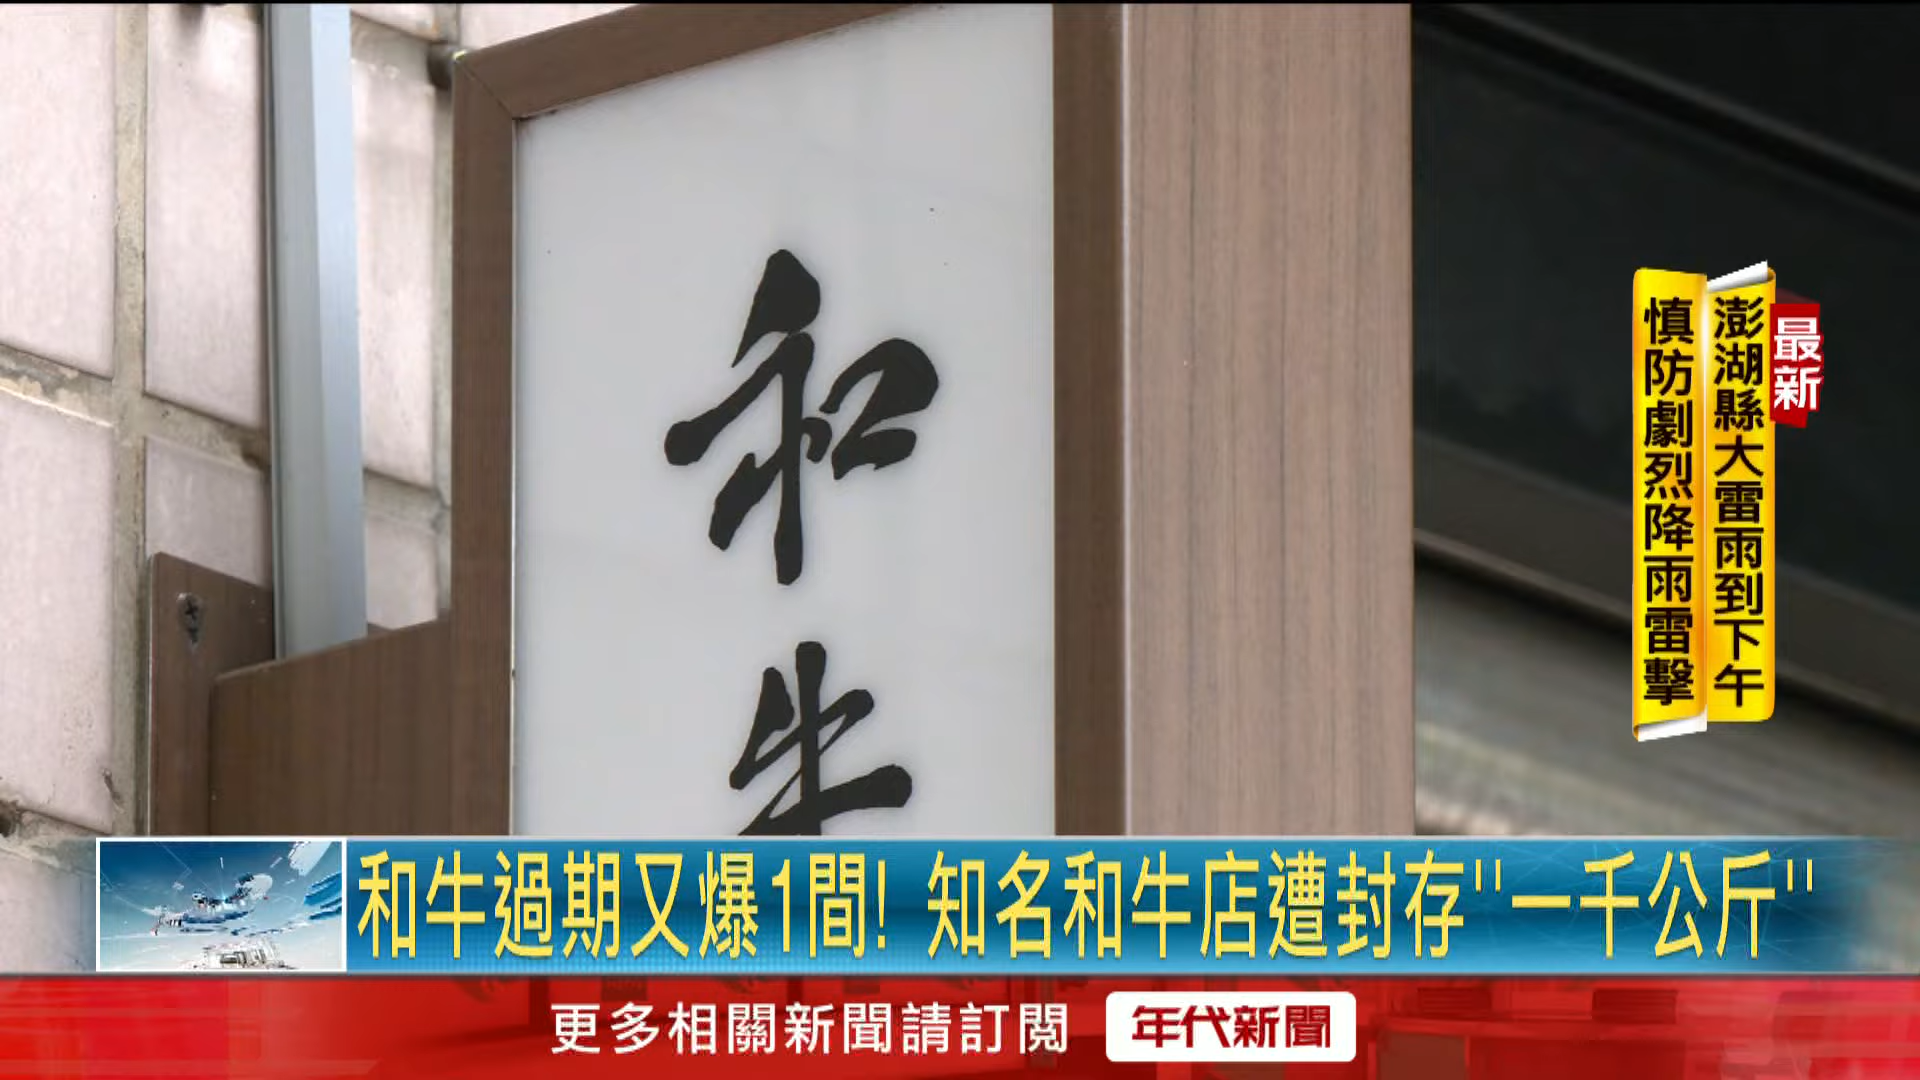 和牛
最新
澎湖縣大雷雨到下午
慎防劇烈降雨雷擊
和牛過期又爆1間! 知名和牛店遭封存"一千公斤"
更多相關新聞請訂閱 年代新聞